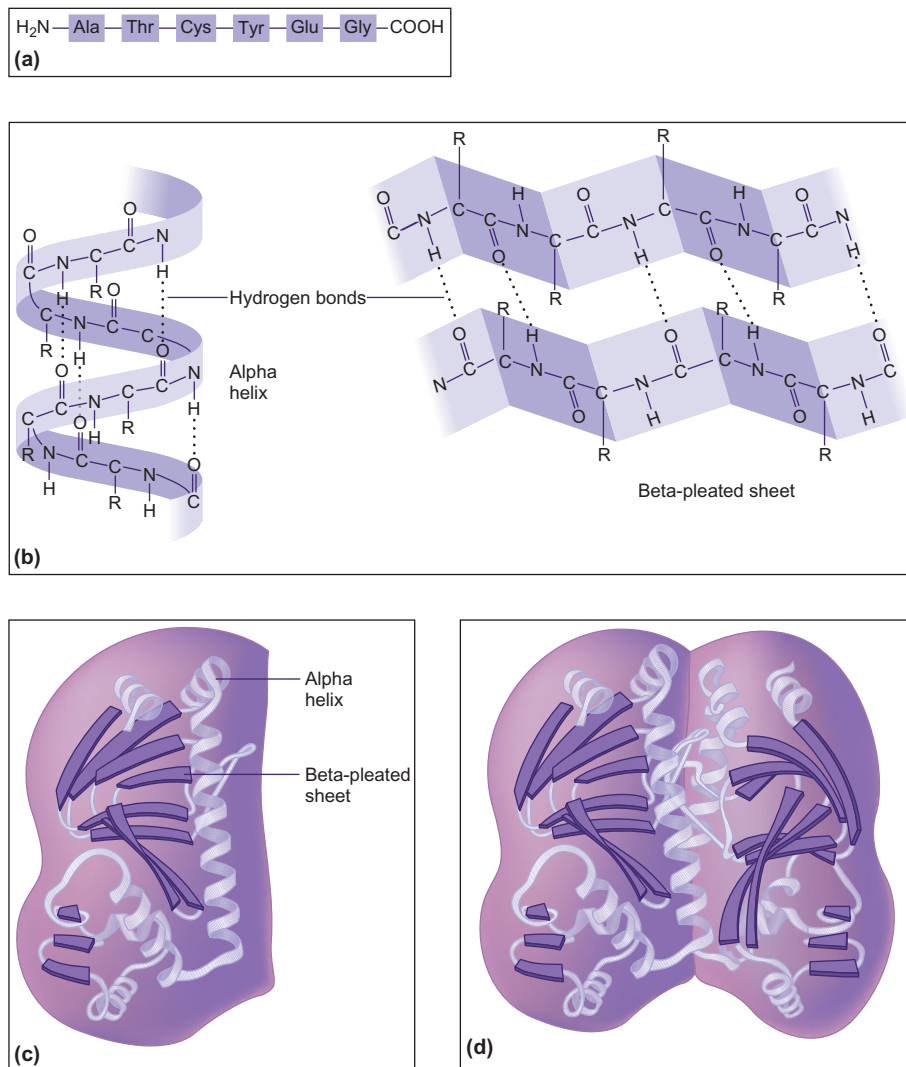 H₂N Ala Thr Cys Tyr Glu Gly COOH
(a)
R R
O H O H O
C N C C N C C N C C N C C N
H O R H O R H
Hydrogen bonds
O R H O R H O
N C C N C C N C C N C C N C
O R H O R H
O O
C N C C N
H R H
C N C C
R H O O
Alpha
helix
O O
C C N C C N
R H R H
N C C C N C
H O R H O
Beta-pleated sheet
(b)
Alpha
helix
Beta-pleated
sheet
(c)
(d)